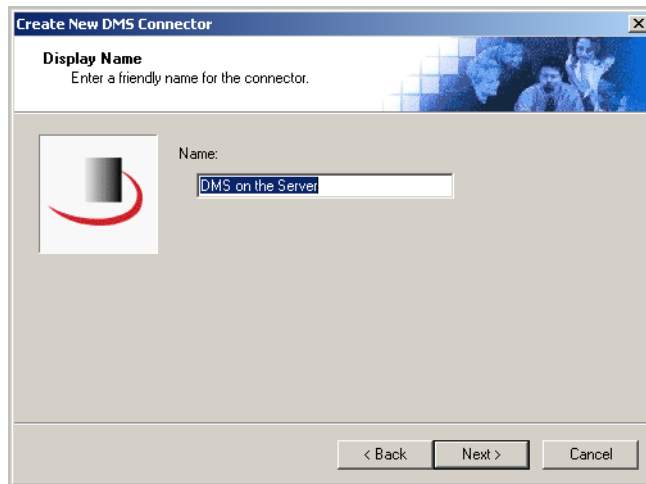 Create New DMS Connector
Display Name
Enter a friendly name for the connector.
Name:
DMS on the Server
< Back
Next >
Cancel